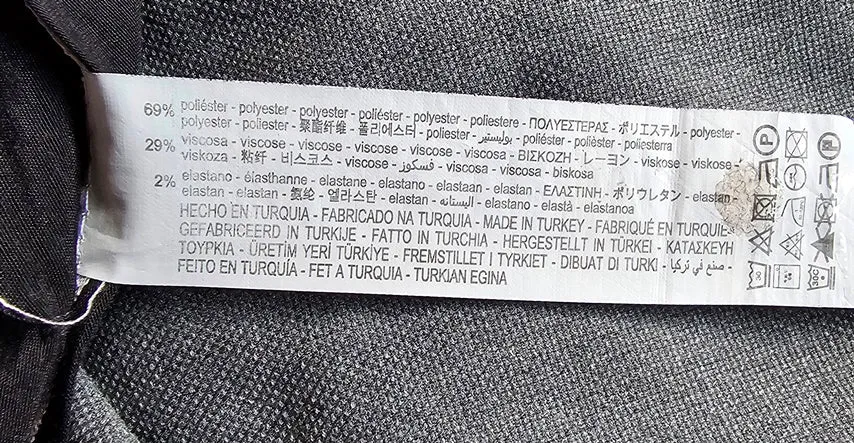 69% poliéster - polyester - polyester - poliéster - polyester - poliestere - ΠΟΛΥΕΣΤΕΡΑΣ - ポリエステル - polyester -
polyester - poliester - 聚酯纤维 - 폴리에스터 - poliester - بوليستير - poliéster - polièster - poliesterra
29% viscosa - viscose - viscose - viscose - viscose - viscosa - ΒΙΣΚΟΖΗ - レーヨン - viskose - viskose -
viskoza - 粘纤 - 비스코스 - viscose - فسكوز - viscosa - viscosa - biskosa
2% elastano - élasthanne - elastane - elastano - elastaan - elastan - ΕΛΑΣΤΙΝΗ - ポリウレタン - elastan -
elastan - elastan - 氨纶 - 엘라스탄 - elastan - اليستانه - elastano - elastà - elastanoa
HECHO EN TURQUIA - FABRICADO NA TURQUIA - MADE IN TURKEY - FABRIQUÉ EN TURQUIE
GEFABRICEERD IN TURKIJE - FATTO IN TURCHIA - HERGESTELLT IN TÜRKEI - ΚΑΤΑΣΚΕΥΗ
ΤΟΥΡΚΙΑ - ÜRETİM YERİ TÜRKİYE - FREMSTILLET I TYRKIET - DIBUAT DI TURKI - صنع في تركيا -
FEITO EN TURQUÍA - FET A TURQUIA - TURKIAN EGINA
P P
30 30C